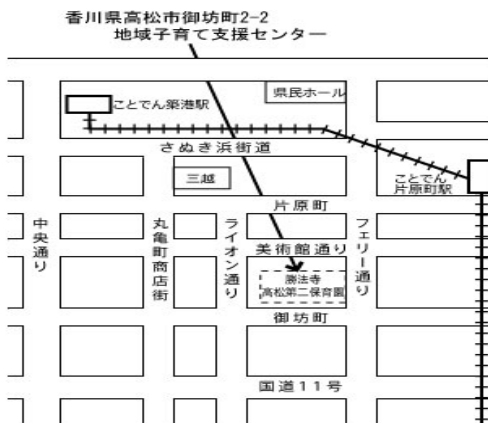 香川県高松市御坊町2-2
地域子育て支援センター
県民ホール
ことでん築港駅
さぬき浜街道
三越
ことでん
片原町駅
片原町
中央通り
丸亀町商店街
ライオン通り
フェリー通り
美術館通り
勝法寺
高松第二保育園
御坊町
国道11号